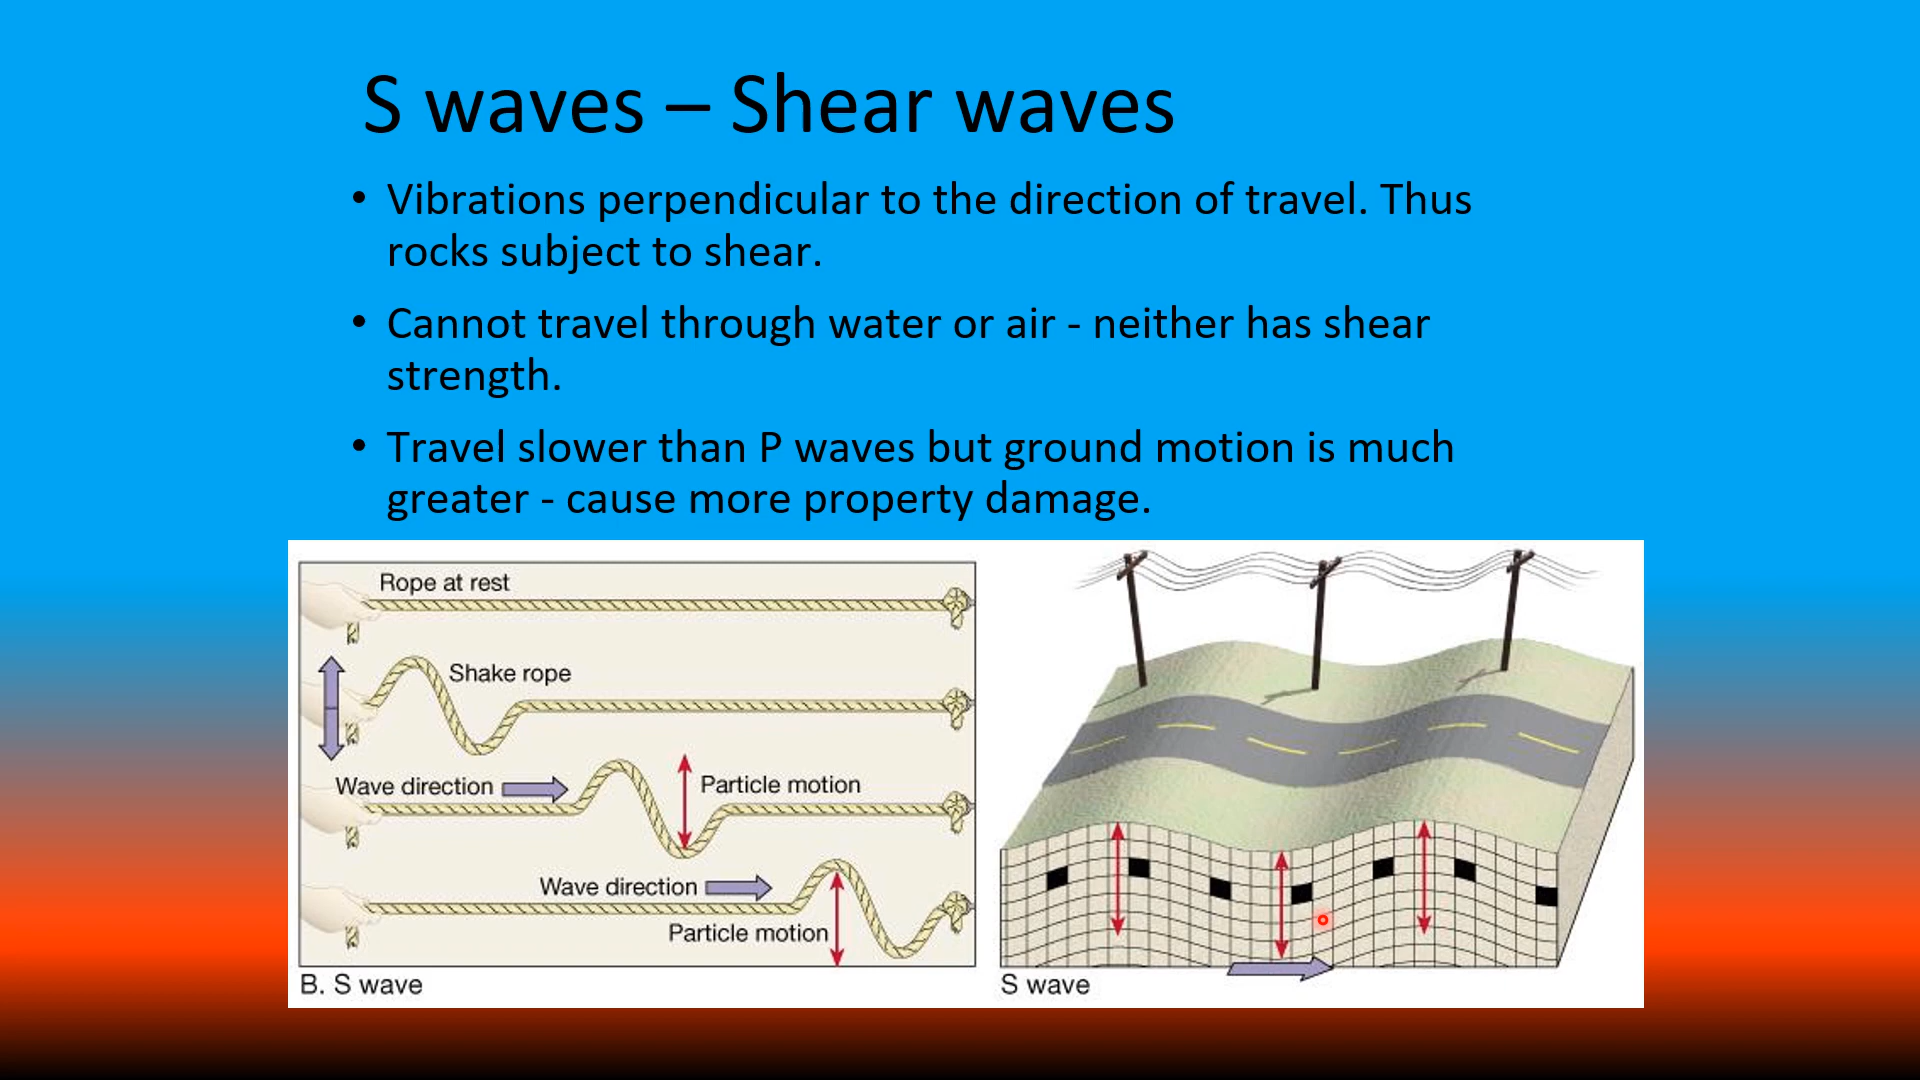 S waves – Shear waves
• Vibrations perpendicular to the direction of travel. Thus
rocks subject to shear.
• Cannot travel through water or air - neither has shear
strength.
• Travel slower than P waves but ground motion is much
greater - cause more property damage.
Rope at rest
Shake rope
Wave direction
Particle motion
Wave direction
Particle motion
B. S wave
S wave